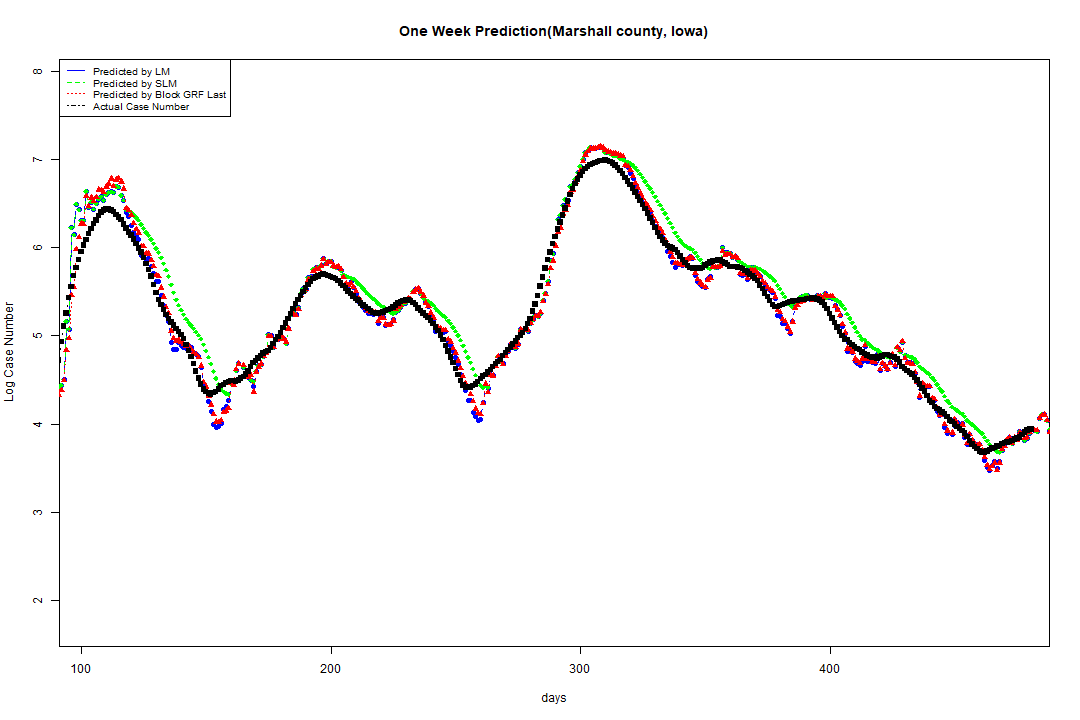 One Week Prediction(Marshall county, Iowa)
Predicted by LM
Predicted by SLM
Predicted by Block GRF Last
Actual Case Number
8
7
6
5
4
3
2
Log Case Number
100 200 300 400
days